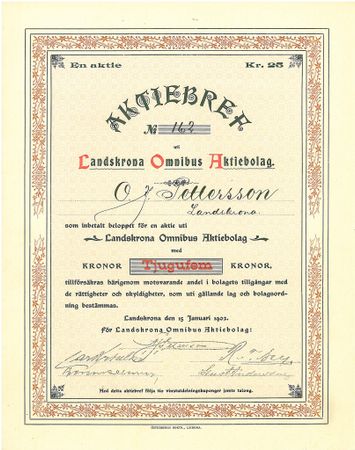 En aktie Kr. 25
AKTIEBREF
No 162
uti
Landskrona Omnibus Aktiebolag.
O. J. Pettersson
Landskrona
som inbetalt beloppet för en aktie uti
Landskrona Omnibus Aktiebolag
med
KRONOR Tjugufem KRONOR,
tillförsäkras härigenom motsvarande andel i bolagets tillgångar med
de rättigheter och skyldigheter, som uti gällande lag och bolagsord-
ning bestämmas.
Landskrona den 15 Januari 1902.
För Landskrona Omnibus Aktiebolag:
Med detta aktiebref följa tio vinstutdelningskuponger jemte talong.